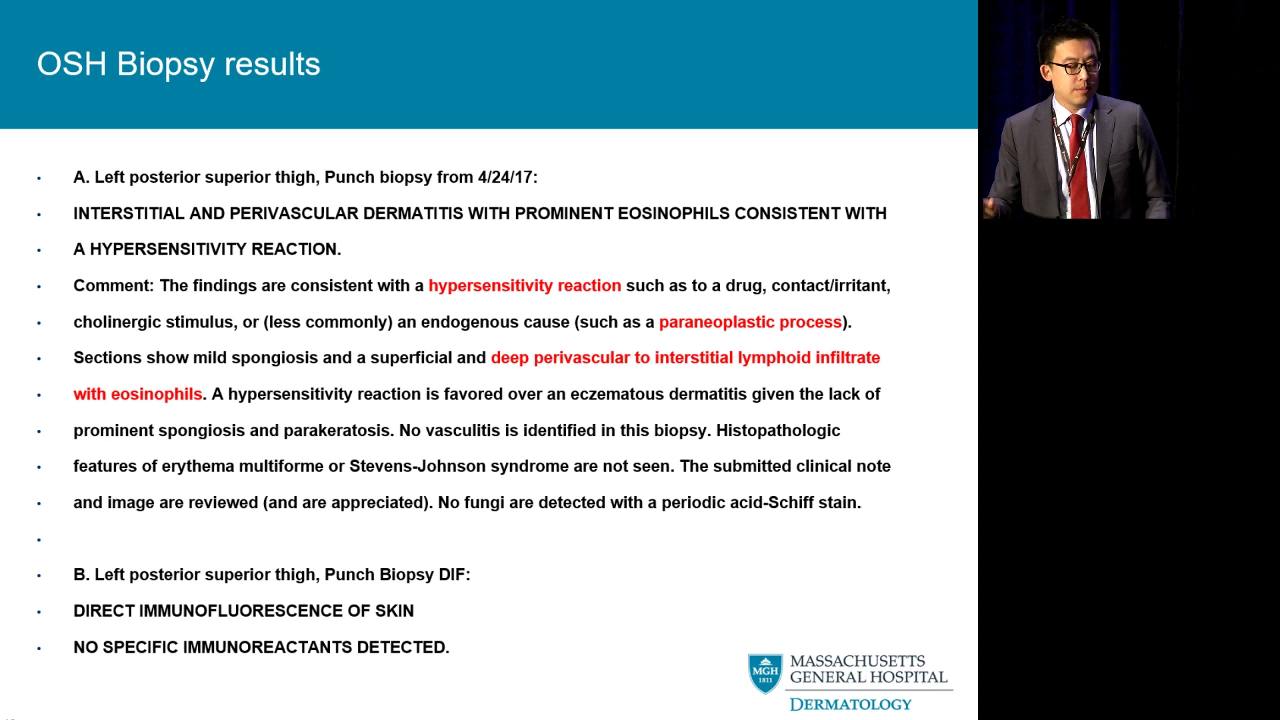 OSH Biopsy results
• A. Left posterior superior thigh, Punch biopsy from 4/24/17:
• INTERSTITIAL AND PERIVASCULAR DERMATITIS WITH PROMINENT EOSINOPHILS CONSISTENT WITH
• A HYPERSENSITIVITY REACTION.
• Comment: The findings are consistent with a hypersensitivity reaction such as to a drug, contact/irritant,
• cholinergic stimulus, or (less commonly) an endogenous cause (such as a paraneoplastic process).
• Sections show mild spongiosis and a superficial and deep perivascular to interstitial lymphoid infiltrate
• with eosinophils. A hypersensitivity reaction is favored over an eczematous dermatitis given the lack of
• prominent spongiosis and parakeratosis. No vasculitis is identified in this biopsy. Histopathologic
• features of erythema multiforme or Stevens-Johnson syndrome are not seen. The submitted clinical note
• and image are reviewed (and are appreciated). No fungi are detected with a periodic acid-Schiff stain.
•
• B. Left posterior superior thigh, Punch Biopsy DIF:
• DIRECT IMMUNOFLUORESCENCE OF SKIN
• NO SPECIFIC IMMUNOREACTANTS DETECTED.
MGH
1811
MASSACHUSETTS
GENERAL HOSPITAL
DERMATOLOGY